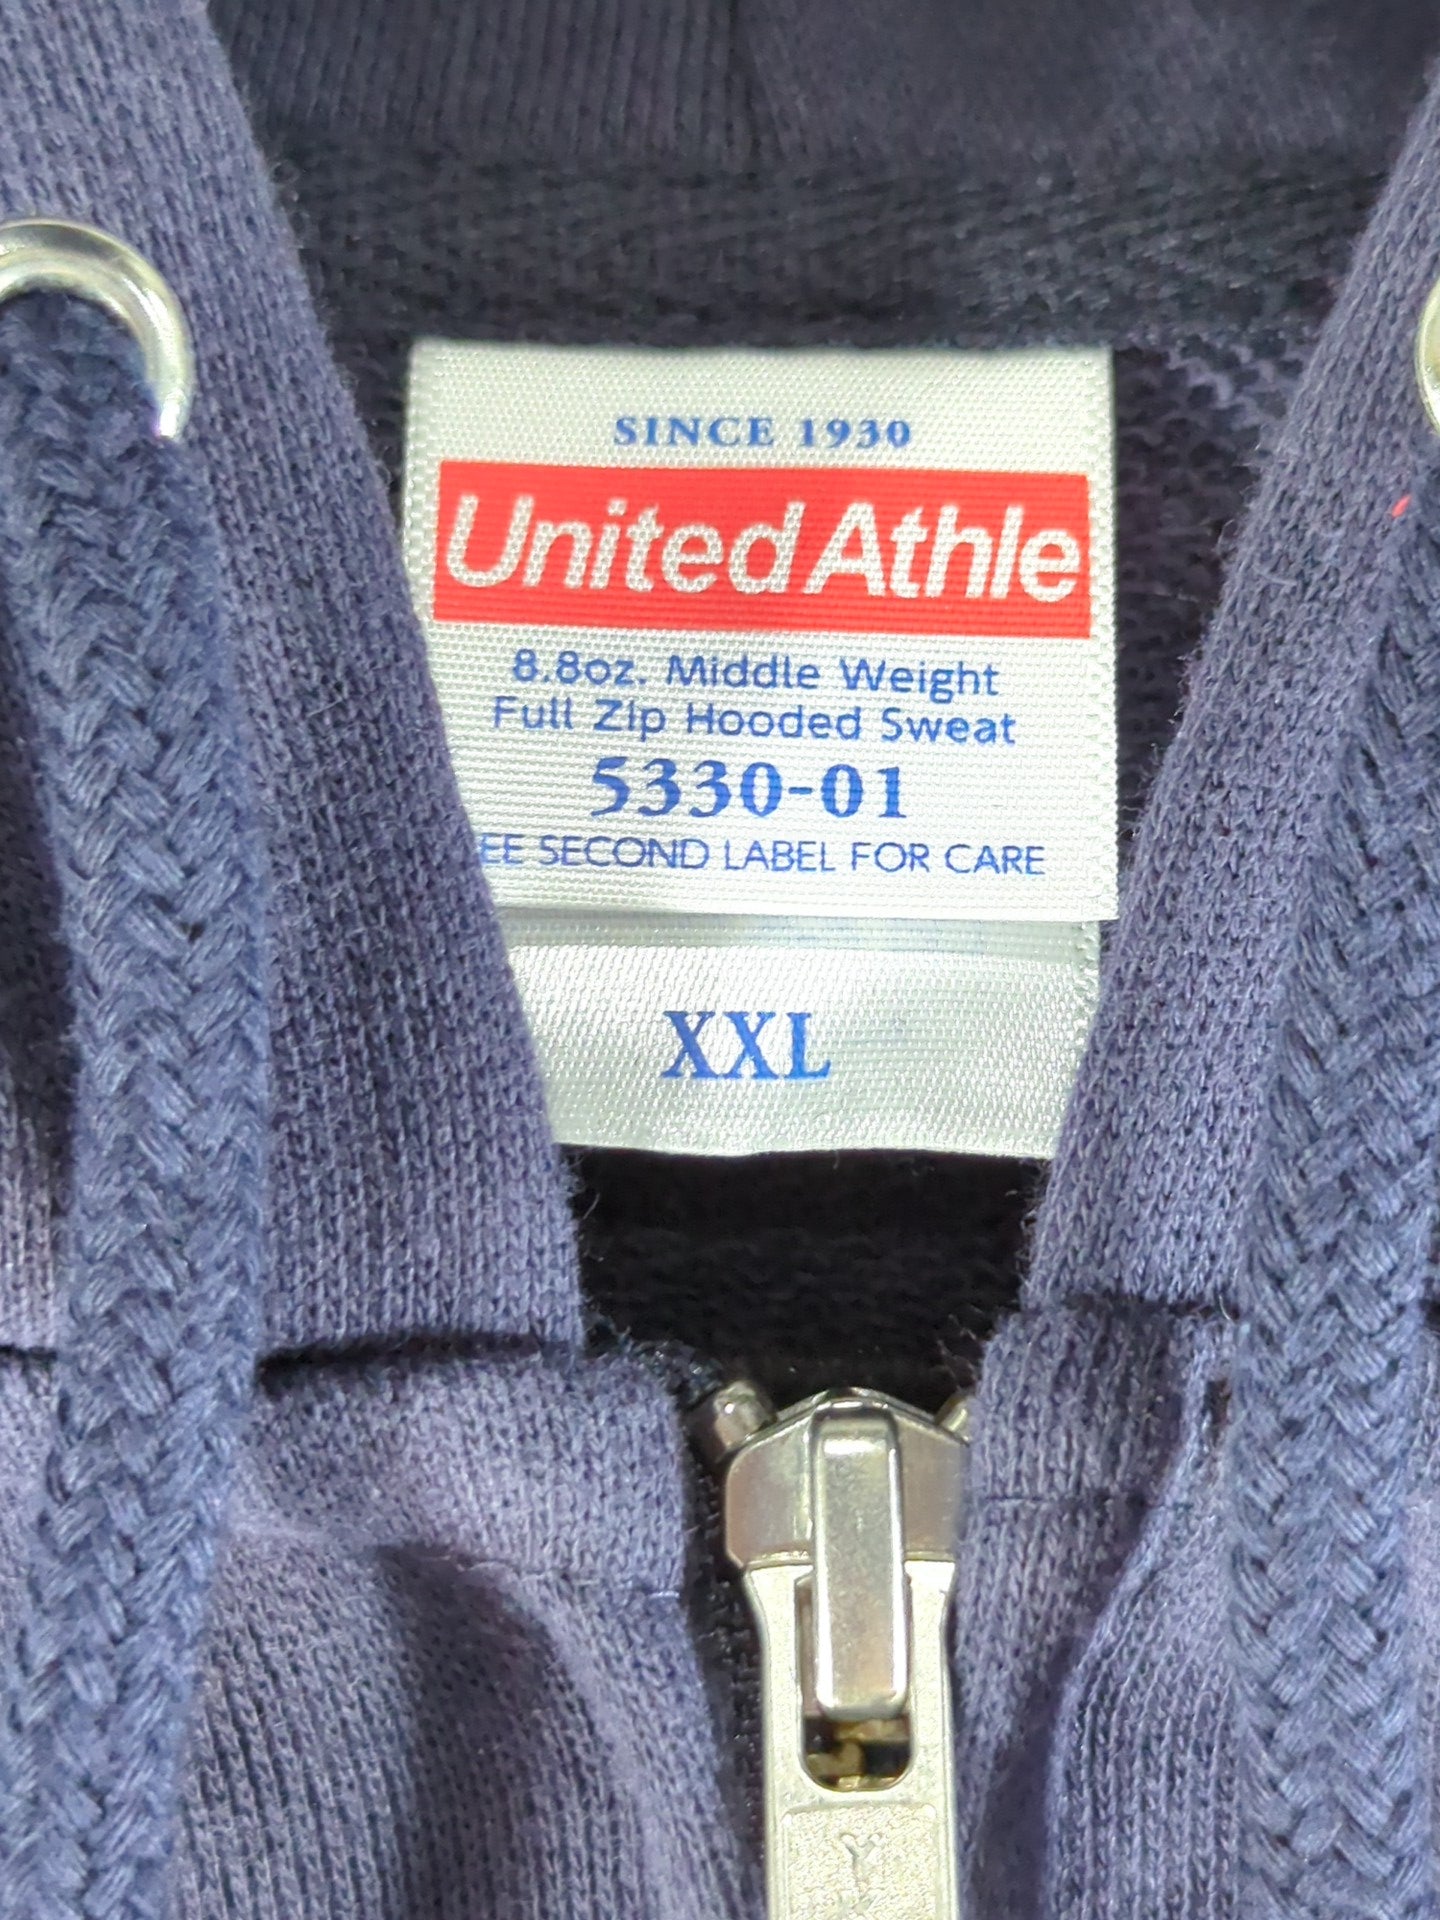 SINCE 1930
United Athle
8.8oz. Middle Weight
Full Zip Hooded Sweat
5330-01
EE SECOND LABEL FOR CARE
XXL
Y